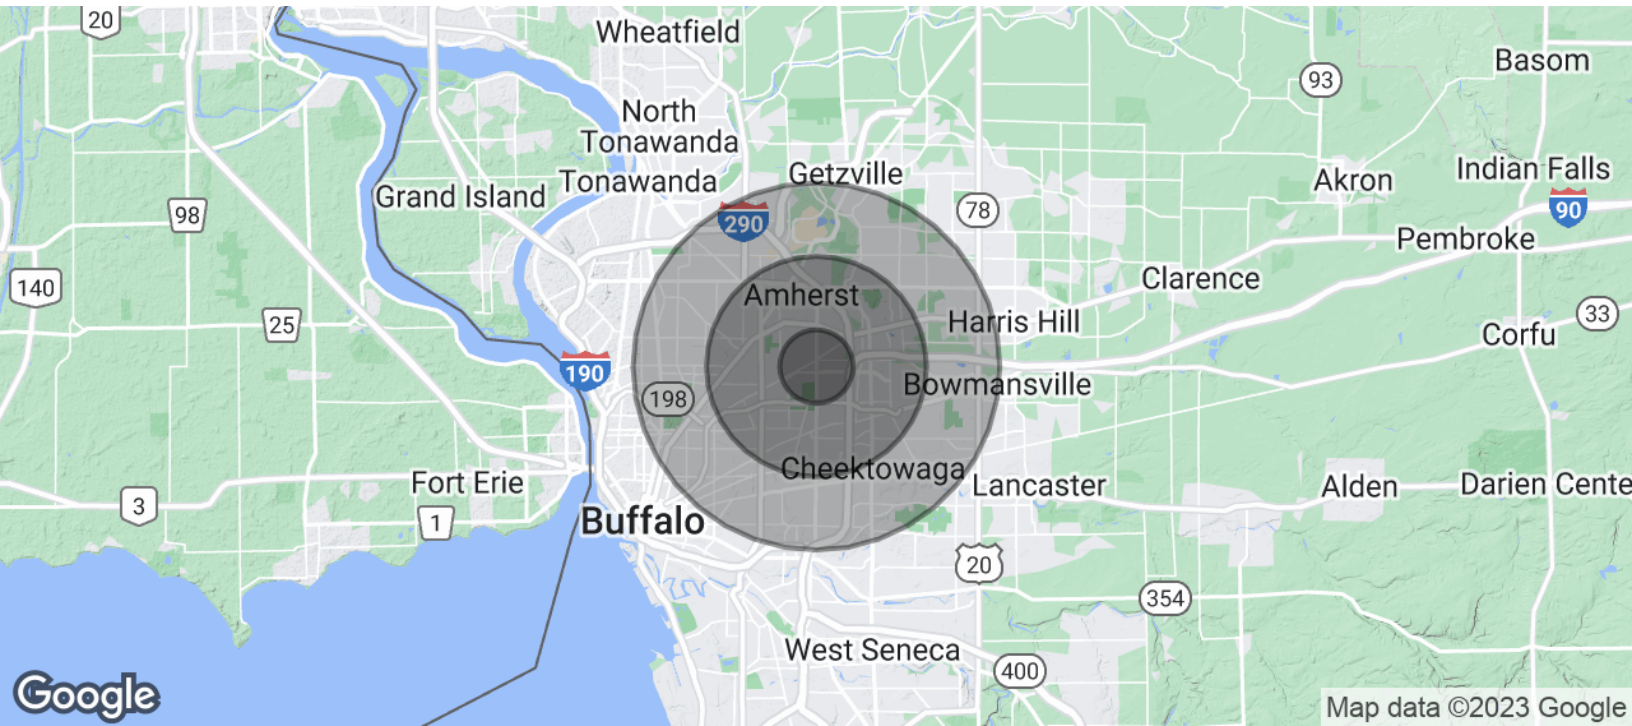 20
Wheatfield
Basom
93
North
Tonawanda
Getzville
Indian Falls
Tonawanda
Akron
Grand Island
98
290
78
90
Pembroke
Clarence
140
Amherst
33
25
Harris Hill
Corfu
190
Bowmansville
198
Cheektowaga
Fort Erie
Lancaster
Alden
Darien Cente
3
1
Buffalo
20
354
West Seneca
400
Google
Map data ©2023 Google